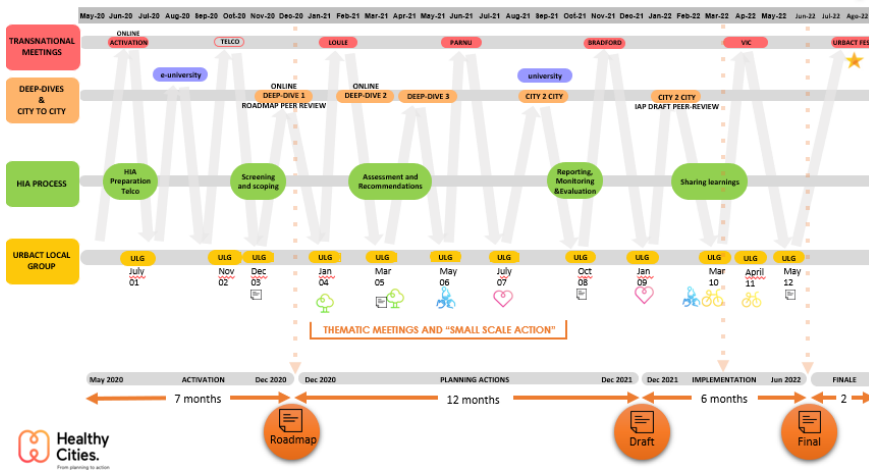 May-20 Jun-20 Jul-20 Aug-20 Sep-20 Oct-20 Nov-20 Dec-20 Jan-21 Feb-21 Mar-21 Apr-21 May-21 Jun-21 Jul-21 Aug-21 Sep-21 Oct-21 Nov-21 Dec-21 Jan-22 Feb-22 Mar-22 Ap-22 May-22 Jun-22 Jul-22 Ago-22
TRANSNATIONAL
MEETINGS
ONLINE
ACTIVATION
TELCO
LOULE
PARNU
BRADFORD
VIC
URBACT FES
e-university
university
DEEP-DIVES
&
CITY TO CITY
ONLINE
DEEP-DIVE 1
ROADMAP PEER REVIEW
ONLINE
DEEP-DIVE 2
DEEP-DIVE 3
CITY 2 CITY
CITY 2 CITY
IAP DRAFT PEER-REVIEW
HIA PROCESS
HIA
Preparation
Telco
Screening
and scoping
Assessment and
Recommendations
Reporting,
Monitoring
&Evaluation
Sharing learnings
URBACT LOCAL
GROUP
ULG ULG ULG ULG ULG ULG ULG ULG ULG ULG ULG ULG
July Nov Dec Jan Mar May July Oct Jan Mar April May
01 02 03 04 05 06 07 08 09 10 11 12
THEMATIC MEETINGS AND "SMALL SCALE ACTION"
May 2020 ACTIVATION Dec 2020 Dec 2020 PLANNING ACTIONS Dec 2021 Dec 2021 IMPLEMENTATION Jun 2022 FINALE
7 months 12 months 6 months 2
Roadmap Draft Final
Healthy
Cities.
From planning to action